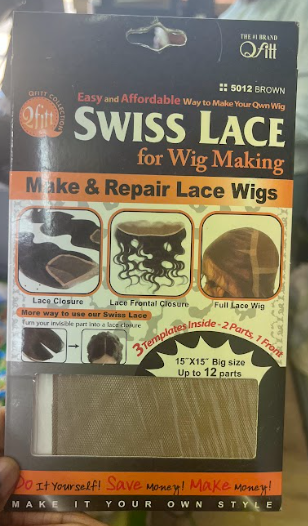 THE #1 BRAND
Qfitt
QFITT COLLECTION
Qfitt
5012 BROWN
Easy and Affordable Way to Make Your Own Wig
SWISS LACE
for Wig Making
Make & Repair Lace Wigs
Lace Closure
Lace Frontal Closure
Full Lace Wig
More way to use our Swiss Lace
Turn your invisible part into a lace closure
3 Templates Inside - 2 Parts, 1 Front
15"X15" Big size
Up to 12 parts
Do It Yourself! Save Money! Make Money!
MAKE IT YOUR OWN STYLE